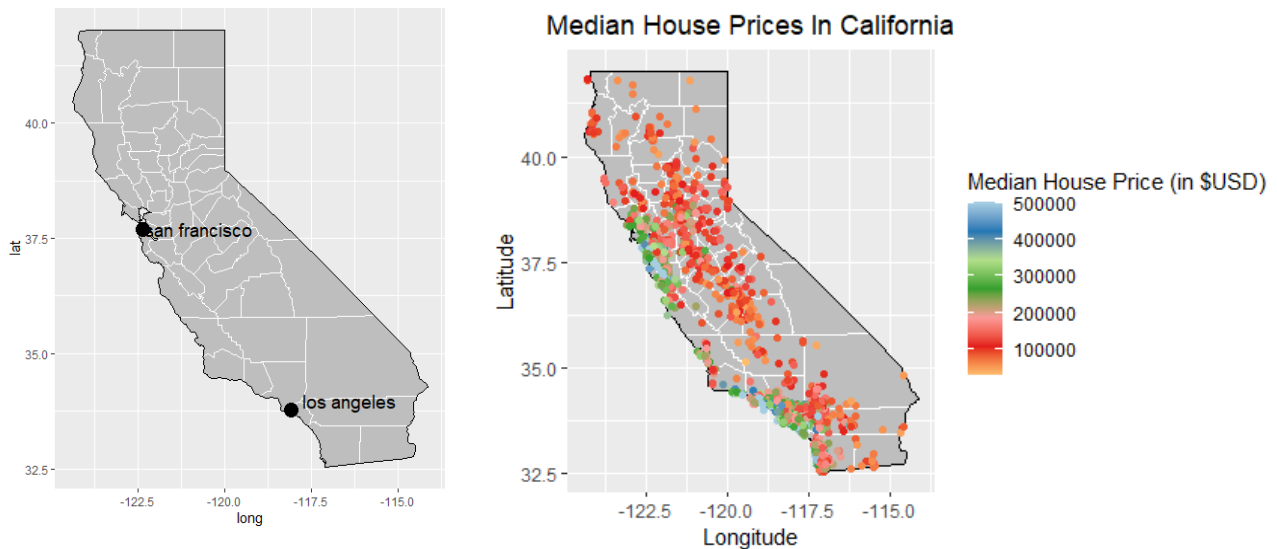 40.0
37.5
35.0
32.5
lat
san francisco
los angeles
-122.5
-120.0
-117.5
-115.0
long
Median House Prices In California
40.0
37.5
35.0
32.5
Latitude
-122.5
-120.0
-117.5
-115.0
Longitude
Median House Price (in $USD)
500000
400000
300000
200000
100000